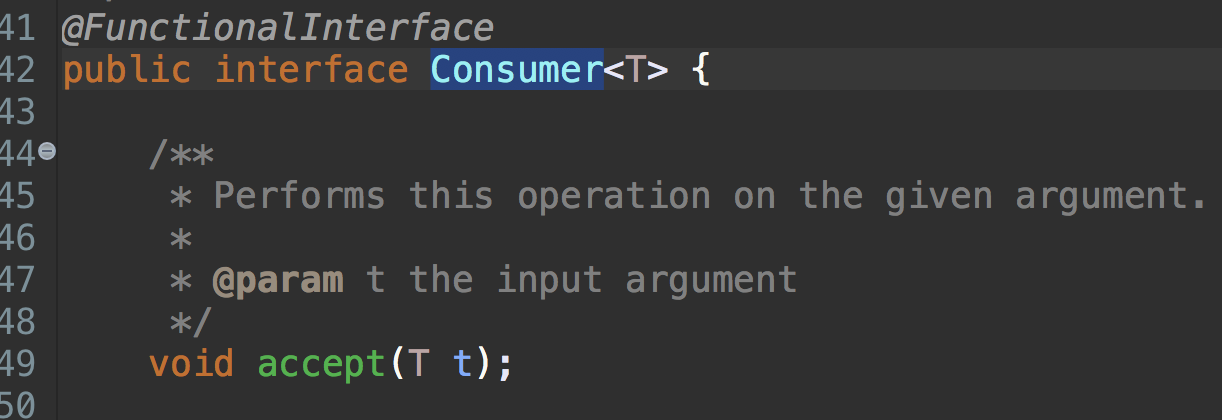 41 @FunctionalInterface
42 public interface Consumer<T> {
43
44 /**
45 * Performs this operation on the given argument.
46 *
47 * @param t the input argument
48 */
49 void accept(T t);
50